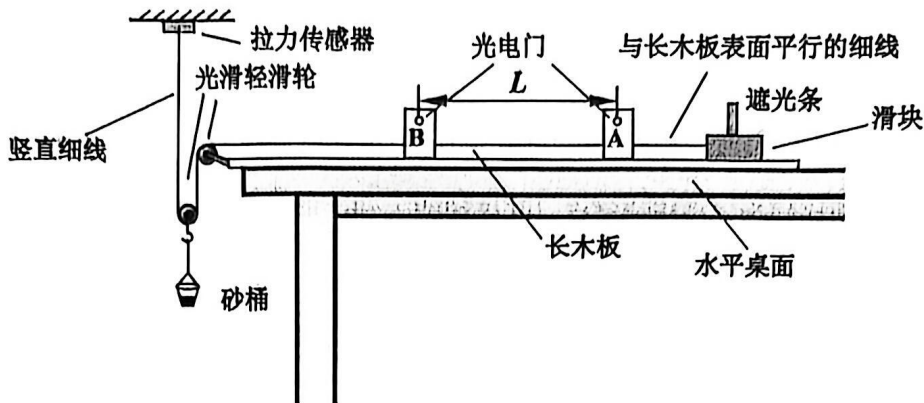 拉力传感器
光电门
与长木板表面平行的细线
光滑轻滑轮
L
遮光条
滑块
竖直细线
B
A
长木板
水平桌面
砂桶